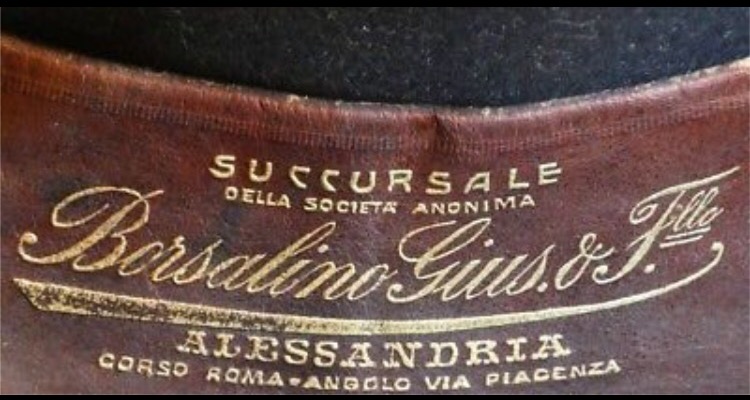 SUCCURSALE
DELLA SOCIETÀ ANONIMA
Borsalino Gius. & F.llo
ALESSANDRIA
CORSO ROMA-ANGOLO VIA PIACENZA